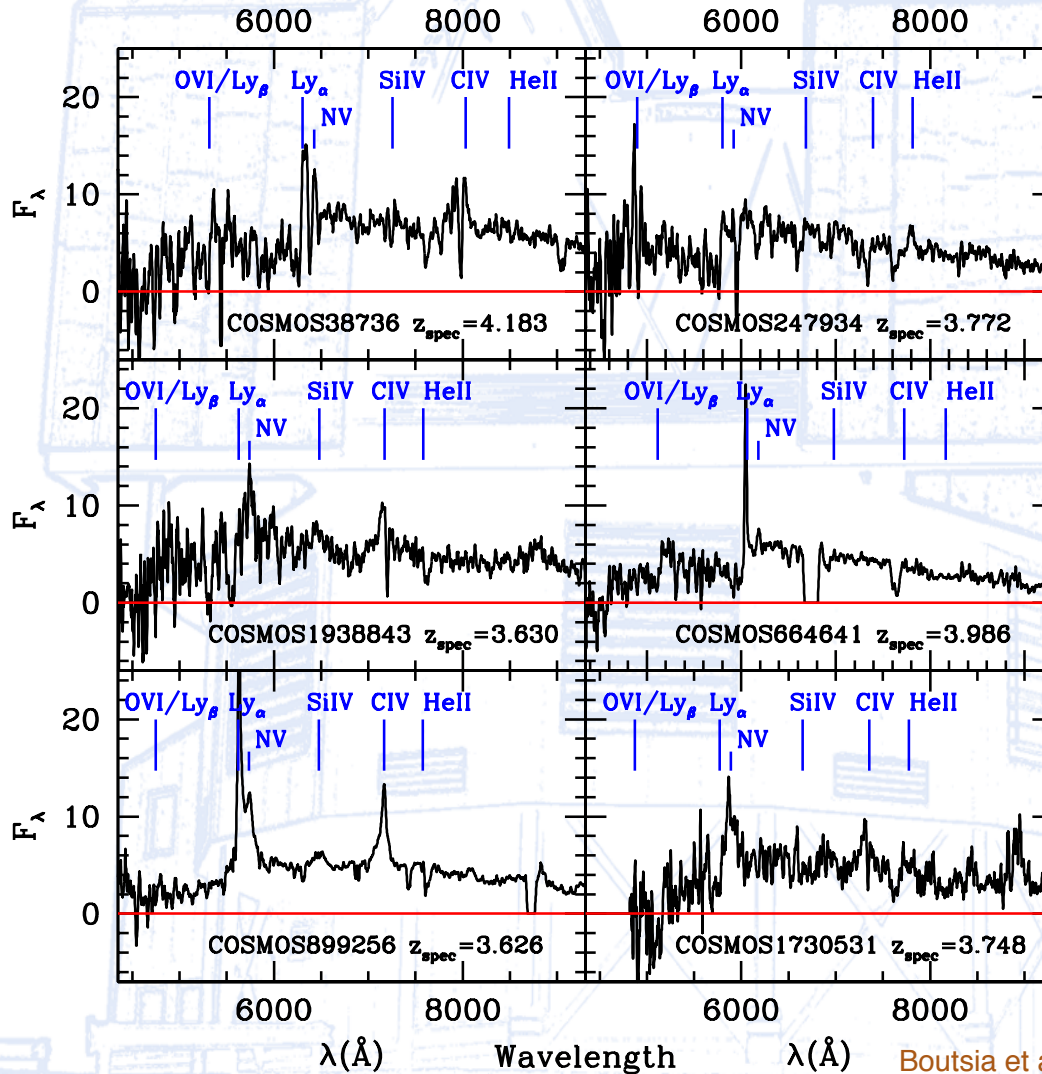 6000 8000 6000 8000
OVI/Lyβ Lyα SiIV CIV HeII
NV
20
10
0
Fλ
COSMOS38736 zspec=4.183
OVI/Lyβ Lyα SiIV CIV HeII
NV
COSMOS247934 zspec=3.772
OVI/Lyβ Lyα SiIV CIV HeII
NV
20
10
0
Fλ
COSMOS1938843 zspec=3.630
OVI/Lyβ Lyα SiIV CIV HeII
NV
COSMOS664641 zspec=3.986
OVI/Lyβ Lyα SiIV CIV HeII
NV
20
10
0
Fλ
COSMOS899256 zspec=3.626
OVI/Lyβ Lyα SiIV CIV HeII
NV
COSMOS1730531 zspec=3.748
6000 8000 6000 8000
λ(Å) Wavelength λ(Å)
Boutsia et a